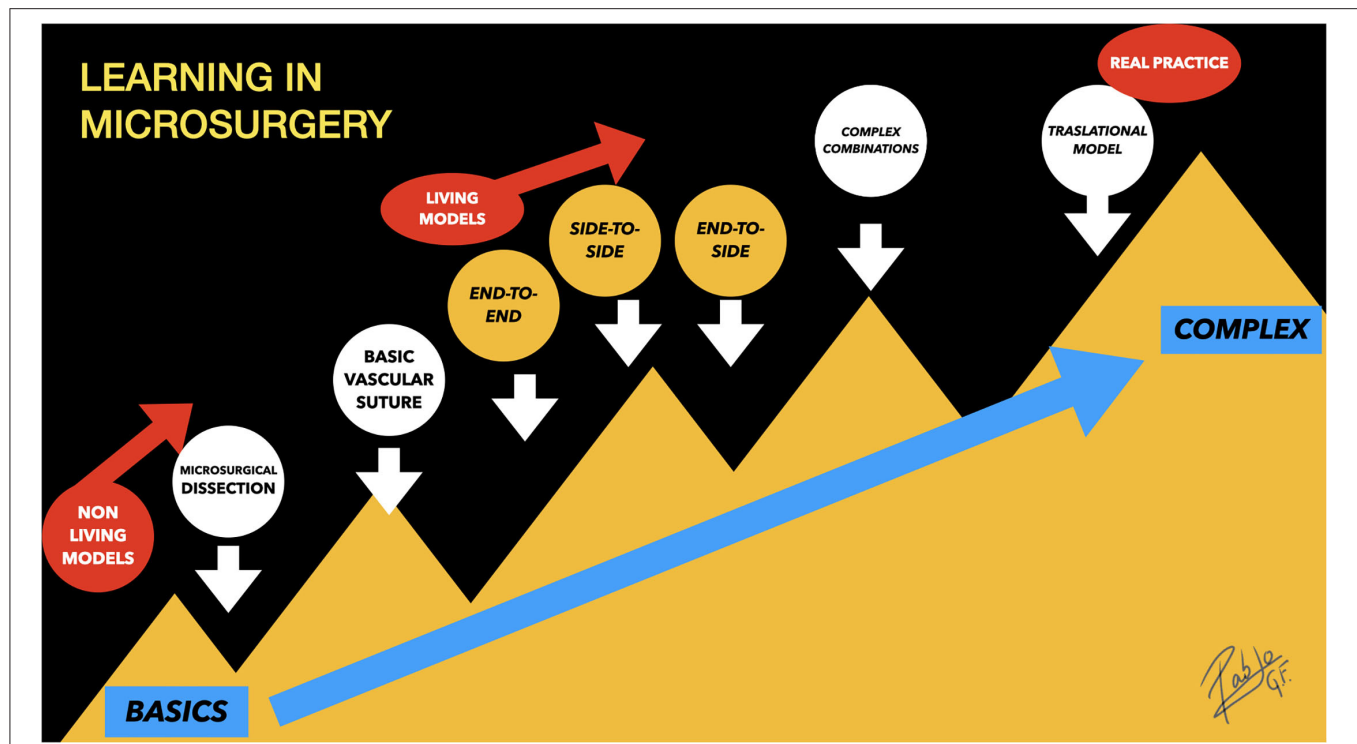 LEARNING IN
MICROSURGERY
REAL PRACTICE
COMPLEX
COMBINATIONS
TRASLATIONAL
MODEL
LIVING
MODELS
SIDE-TO-
SIDE
END-TO-
SIDE
END-TO-
END
BASIC
VASCULAR
SUTURE
MICROSURGICAL
DISSECTION
NON
LIVING
MODELS
COMPLEX
BASICS
Pablo
G.F.